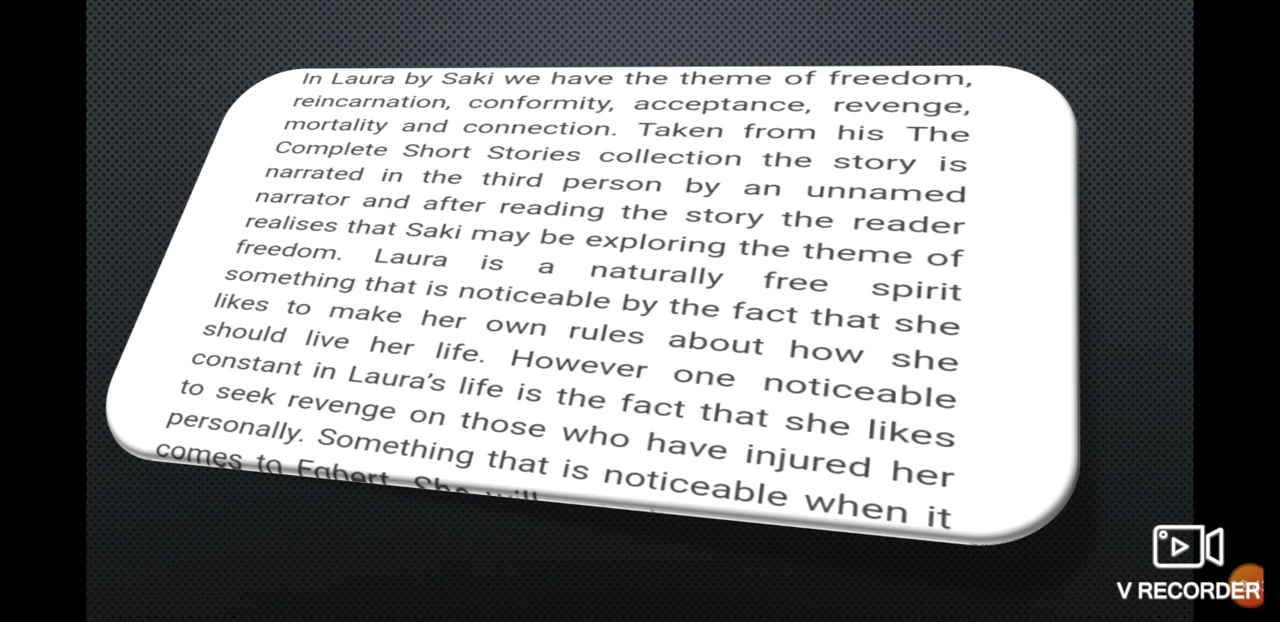 In Laura by Saki we have the theme of freedom,
reincarnation, conformity, acceptance, revenge,
mortality and connection. Taken from his The
Complete Short Stories collection the story is
narrated in the third person by an unnamed
narrator and after reading the story the reader
realises that Saki may be exploring the theme of
freedom. Laura is a naturally free spirit
something that is noticeable by the fact that she
likes to make her own rules about how she
should live her life. However one noticeable
constant in Laura’s life is the fact that she likes
to seek revenge on those who have injured her
personally. Something that is noticeable when it
comes to Egbert. She will
V RECORDER